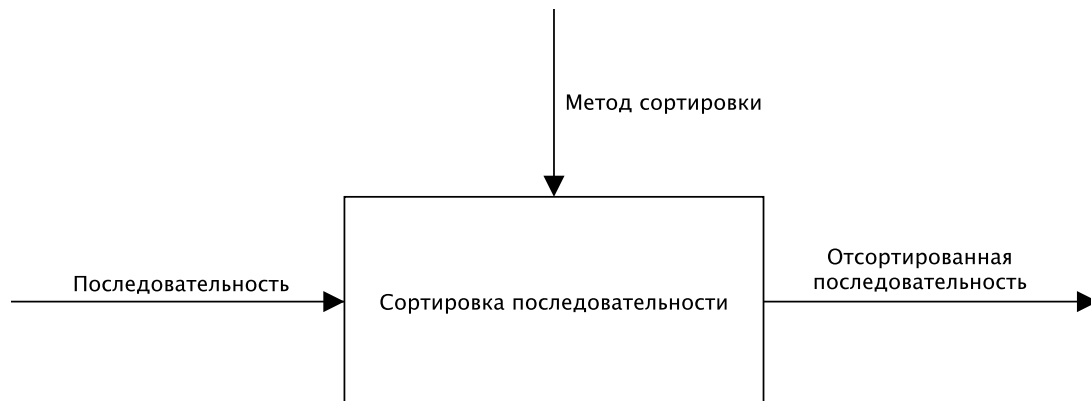 Метод сортировки
Последовательность
Сортировка последовательности
Отсортированная
последовательность